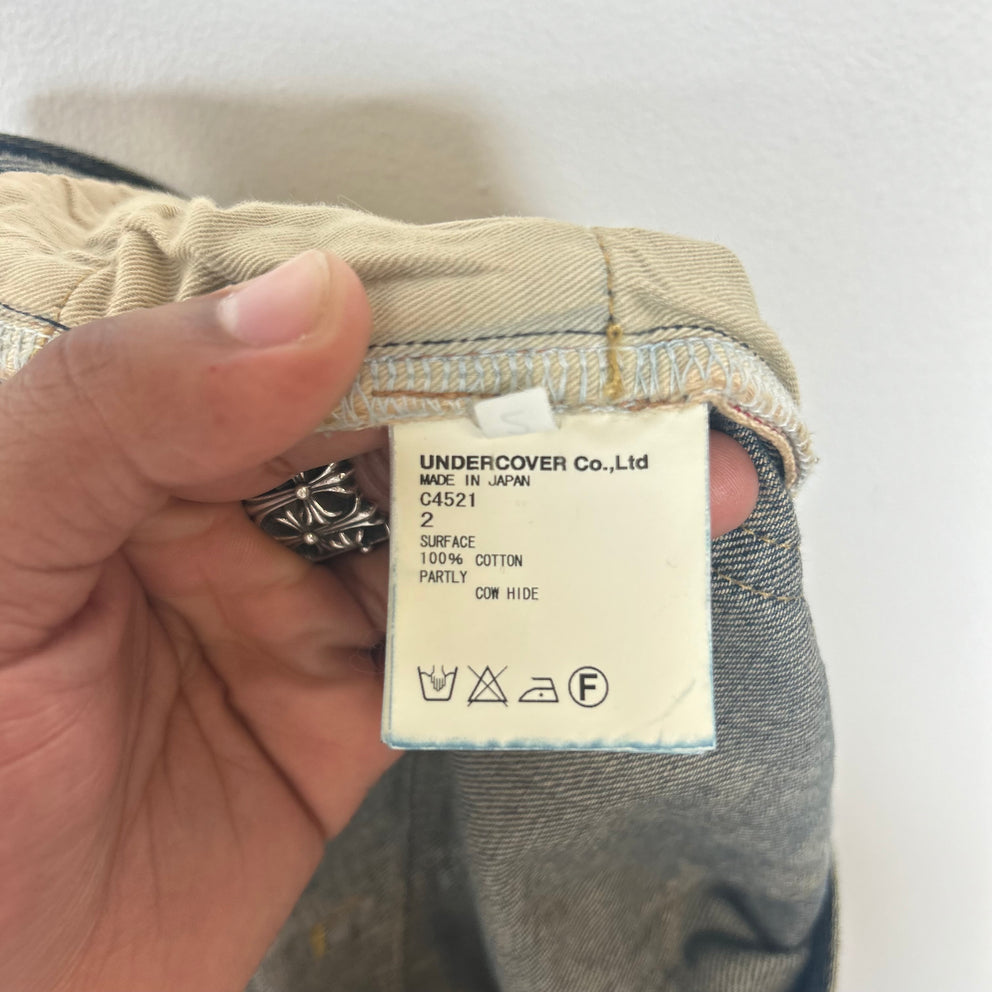 UNDERCOVER Co.,Ltd
MADE IN JAPAN
C4521
2
SURFACE
100% COTTON
PARTLY
COW HIDE
F